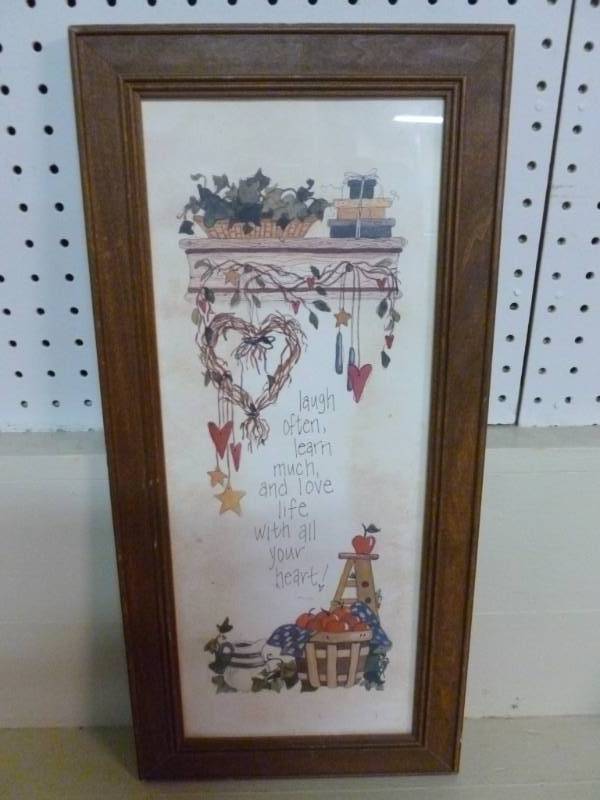 laugh
often,
learn
much,
and love
life
with all
your
heart!